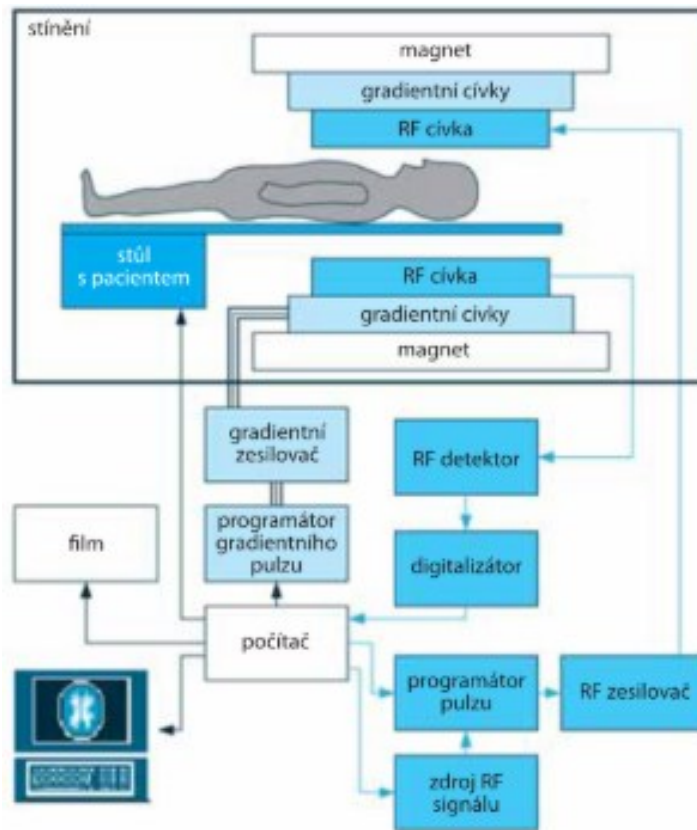 stínění
magnet
gradientní cívky
RF cívka
stůl
s pacientem
RF cívka
gradientní cívky
magnet
gradientní
zesilovač
RF detektor
film
programátor
gradientního
pulzu
digitalizátor
počítač
programátor
pulzu
RF zesilovač
zdroj RF
signálu